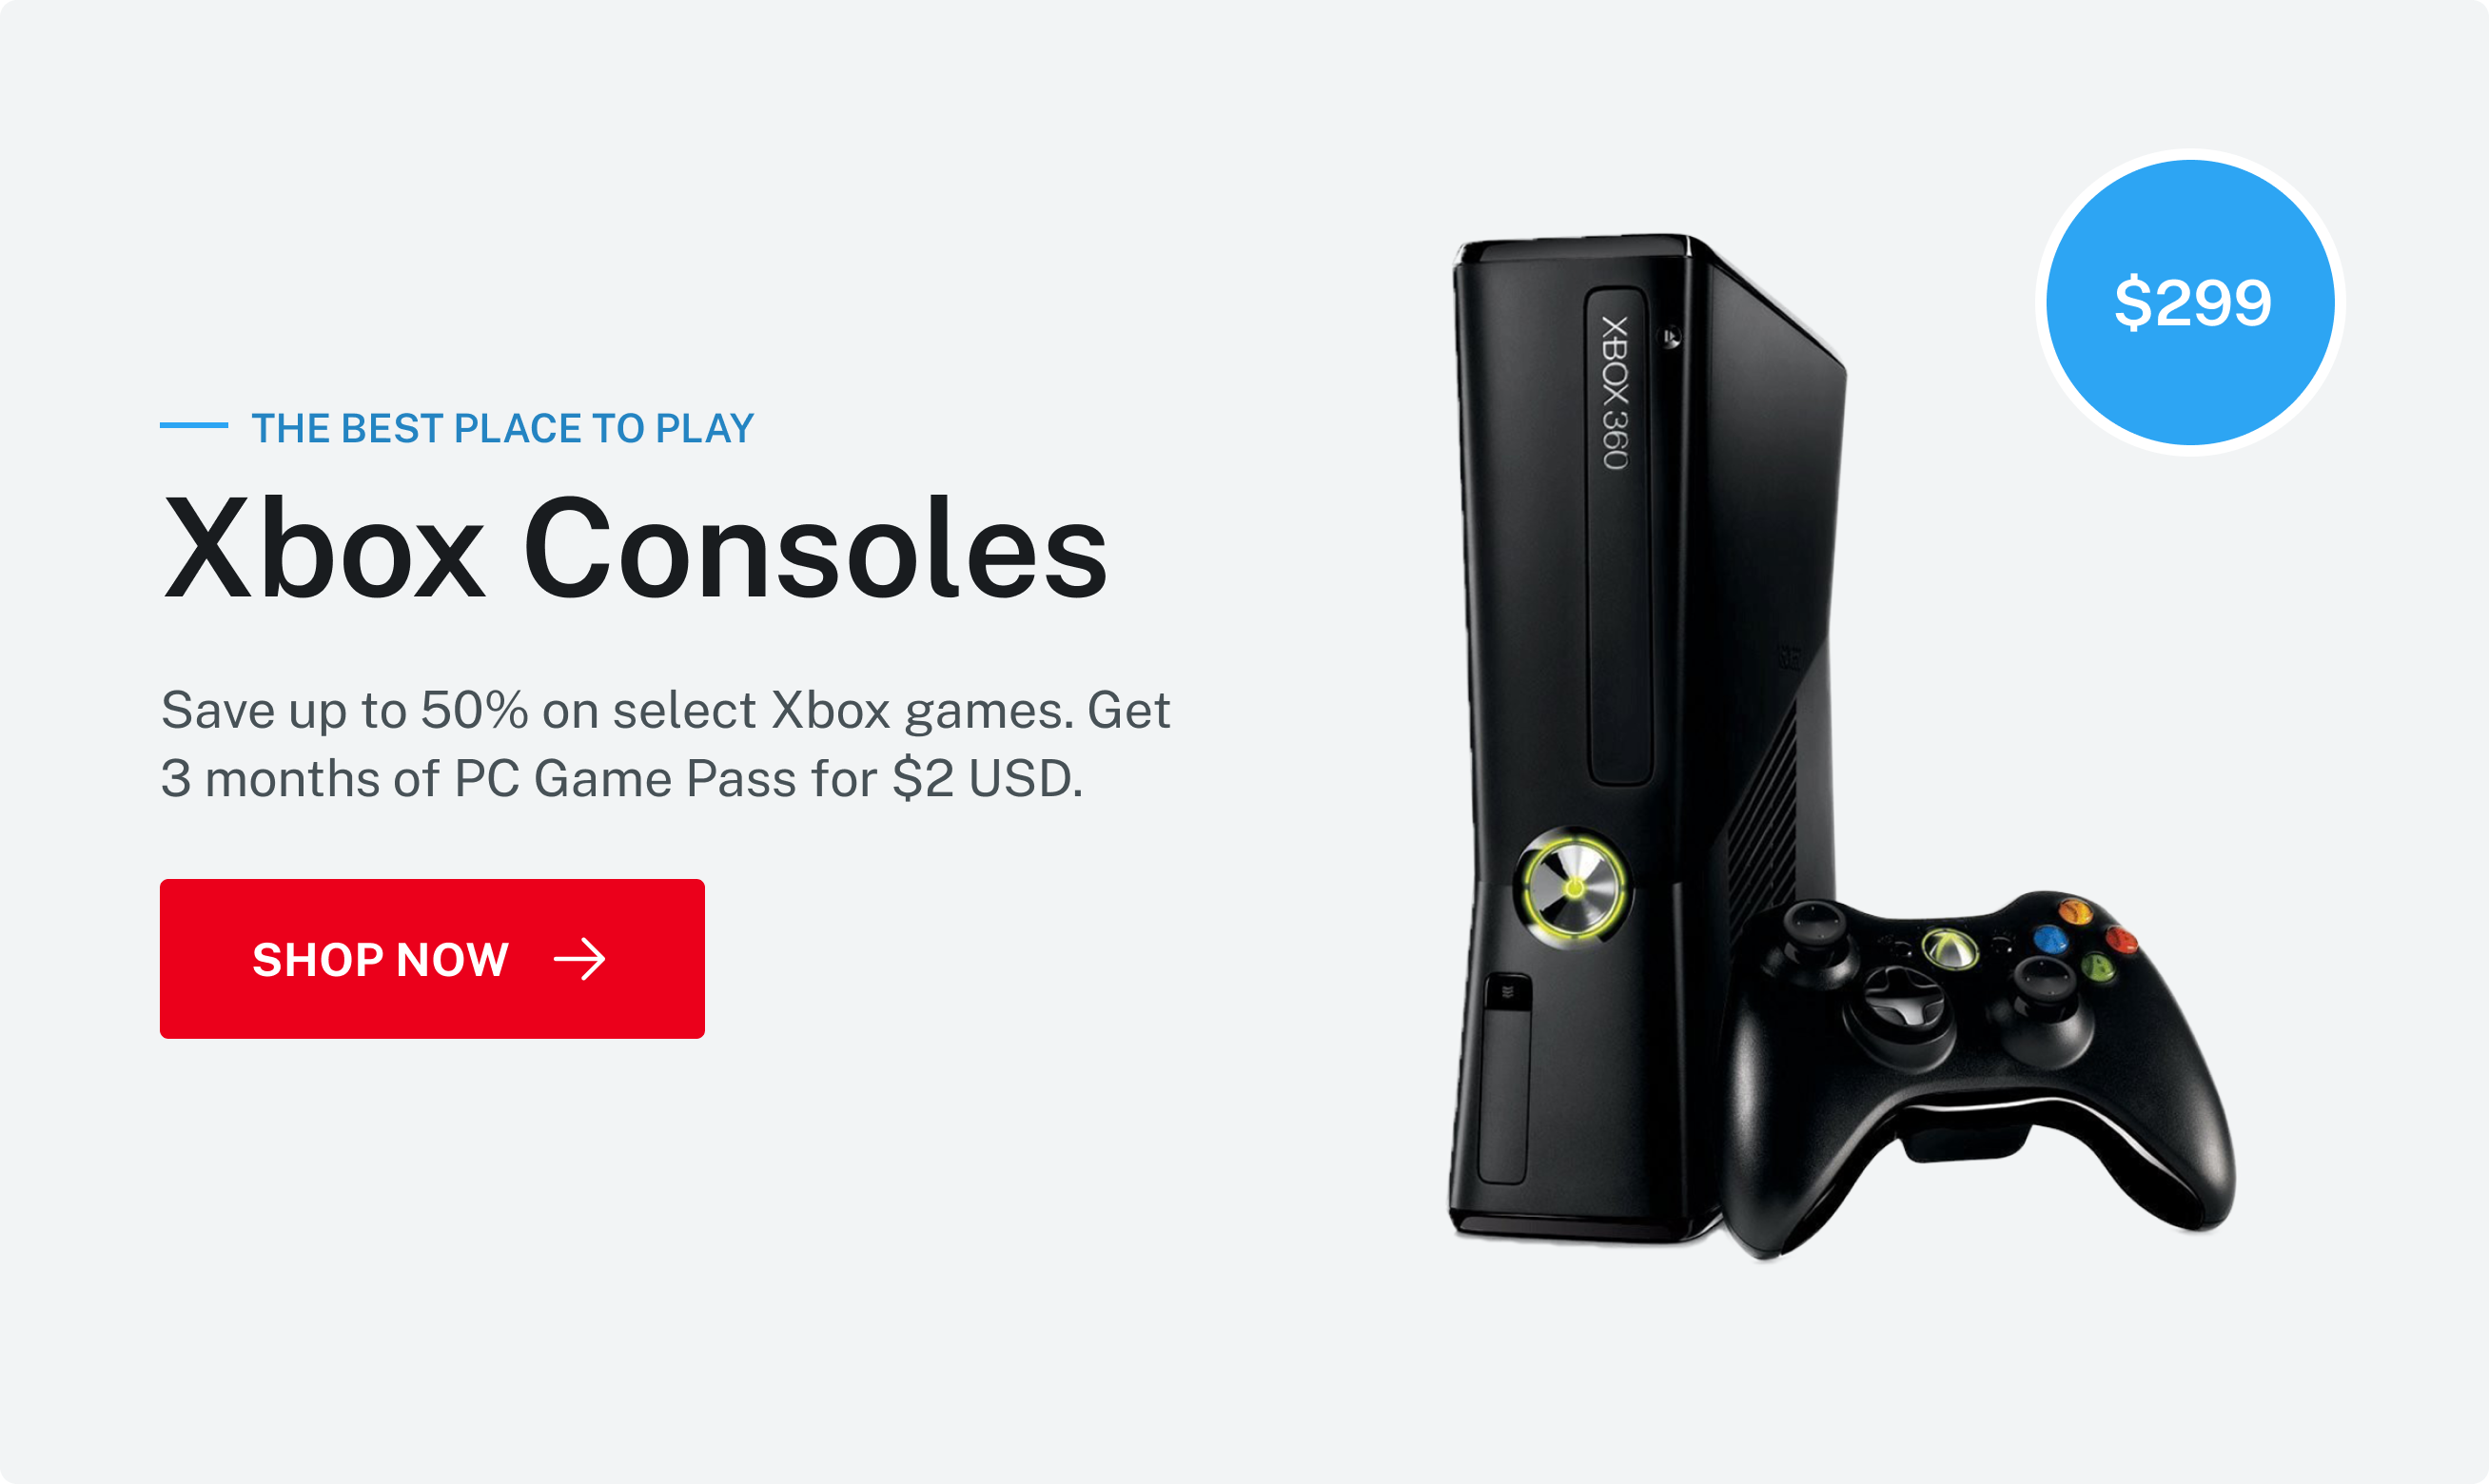 THE BEST PLACE TO PLAY
Xbox Consoles
Save up to 50% on select Xbox games. Get
3 months of PC Game Pass for $2 USD.
SHOP NOW
$299
XBOX 360